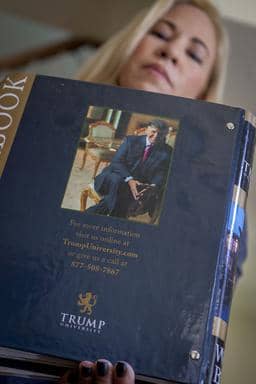 BOOK
For more information
visit us online at
TrumpUniversity.com
or give us a call at
877-508-7867
TRUMP
UNIVERSITY